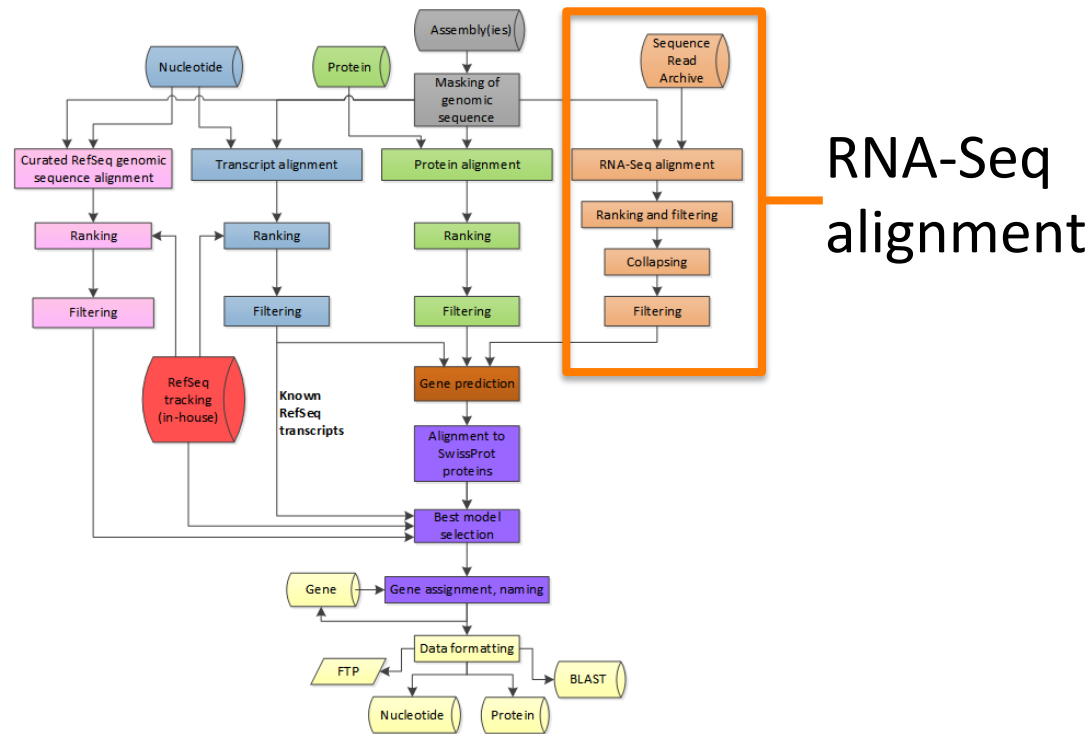 Assembly(ies)
Nucleotide
Protein
Sequence
Read
Archive
Masking of
genomic
sequence
Curated RefSeq genomic
sequence alignment
Transcript alignment
Protein alignment
RNA-Seq alignment
RNA-Seq
alignment
Ranking
Ranking
Ranking
Ranking and filtering
Collapsing
Filtering
Filtering
Filtering
Filtering
RefSeq
tracking
(in-house)
Known
RefSeq
transcripts
Gene prediction
Alignment to
SwissProt
proteins
Best model
selection
Gene
Gene assignment, naming
Data formatting
FTP
BLAST
Nucleotide
Protein